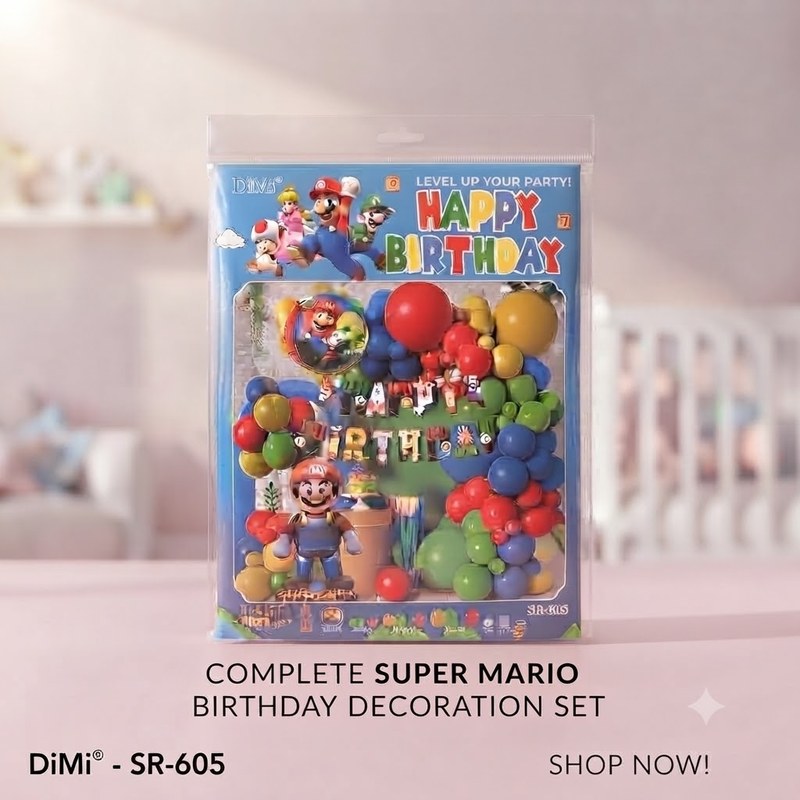 DiMi©
LEVEL UP YOUR PARTY!
HAPPY
BIRTHDAY
SR-605
COMPLETE SUPER MARIO
BIRTHDAY DECORATION SET
DiMi© - SR-605
SHOP NOW!